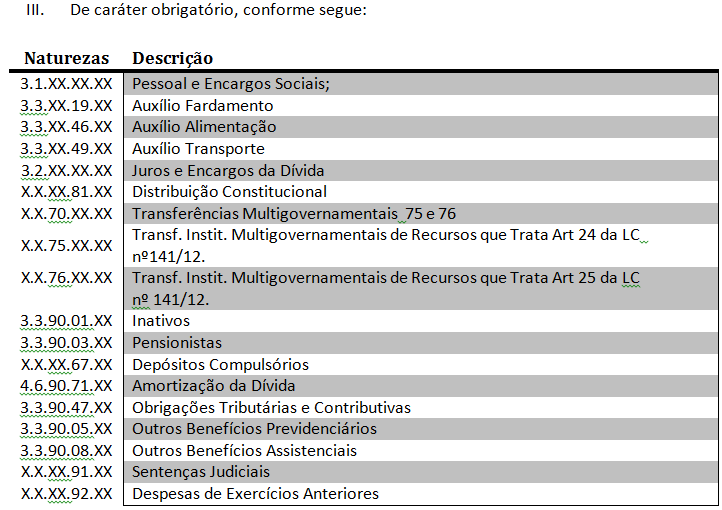 III. De caráter obrigatório, conforme segue:
Naturezas Descrição
3.1.XX.XX.XX Pessoal e Encargos Sociais;
3.3.XX.19.XX Auxílio Fardamento
3.3.XX.46.XX Auxílio Alimentação
3.3.XX.49.XX Auxílio Transporte
3.2.XX.XX.XX Juros e Encargos da Dívida
X.X.XX.81.XX Distribuição Constitucional
X.X.70.XX.XX Transferências Multigovernamentais 75 e 76
X.X.75.XX.XX Transf. Instit. Multigovernamentais de Recursos que Trata Art 24 da LC
nº141/12.
X.X.76.XX.XX Transf. Instit. Multigovernamentais de Recursos que Trata Art 25 da LC
nº 141/12.
3.3.90.01.XX Inativos
3.3.90.03.XX Pensionistas
X.X.XX.67.XX Depósitos Compulsórios
4.6.90.71.XX Amortização da Dívida
3.3.90.47.XX Obrigações Tributárias e Contributivas
3.3.90.05.XX Outros Benefícios Previdenciários
3.3.90.08.XX Outros Benefícios Assistenciais
X.X.XX.91.XX Sentenças Judiciais
X.X.XX.92.XX Despesas de Exercícios Anteriores